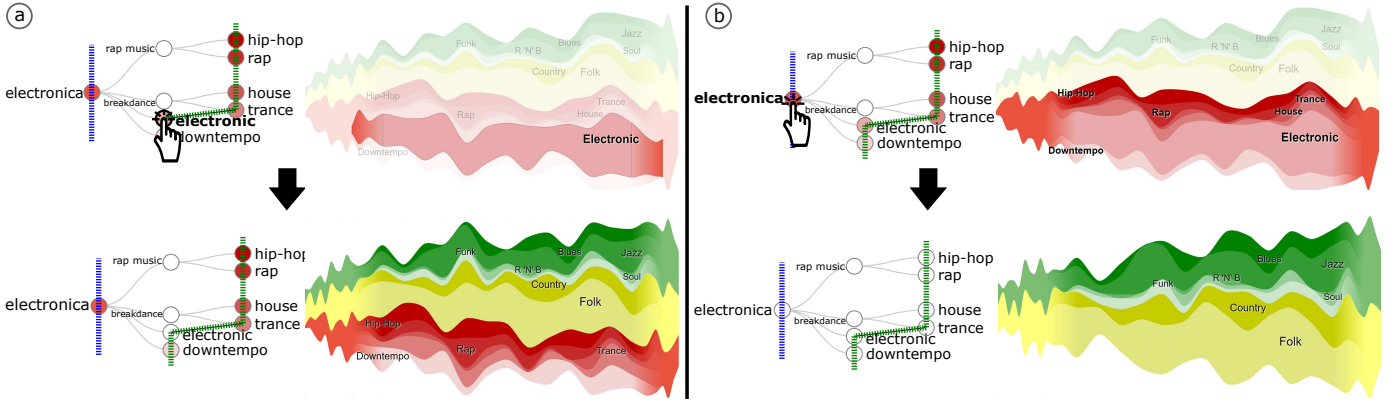 a
rap music
hip-hop
rap
electronica
breakdance
house
trance
electronic
downtempo
Funk
R 'N' B
Blues
Jazz
Soul
Country
Folk
Hip-Hop
Rap
Trance
House
Electronic
Downtempo
rap music
hip-hop
rap
electronica
breakdance
house
trance
electronic
downtempo
Funk
R 'N' B
Blues
Jazz
Soul
Country
Folk
Hip-Hop
Rap
Trance
Downtempo
b
rap music
hip-hop
rap
electronica
breakdance
house
trance
electronic
downtempo
Funk
R 'N' B
Blues
Jazz
Soul
Country
Folk
Hip-Hop
Rap
Trance
House
Electronic
Downtempo
rap music
hip-hop
rap
electronica
breakdance
house
trance
electronic
downtempo
Funk
R 'N' B
Blues
Jazz
Soul
Country
Folk